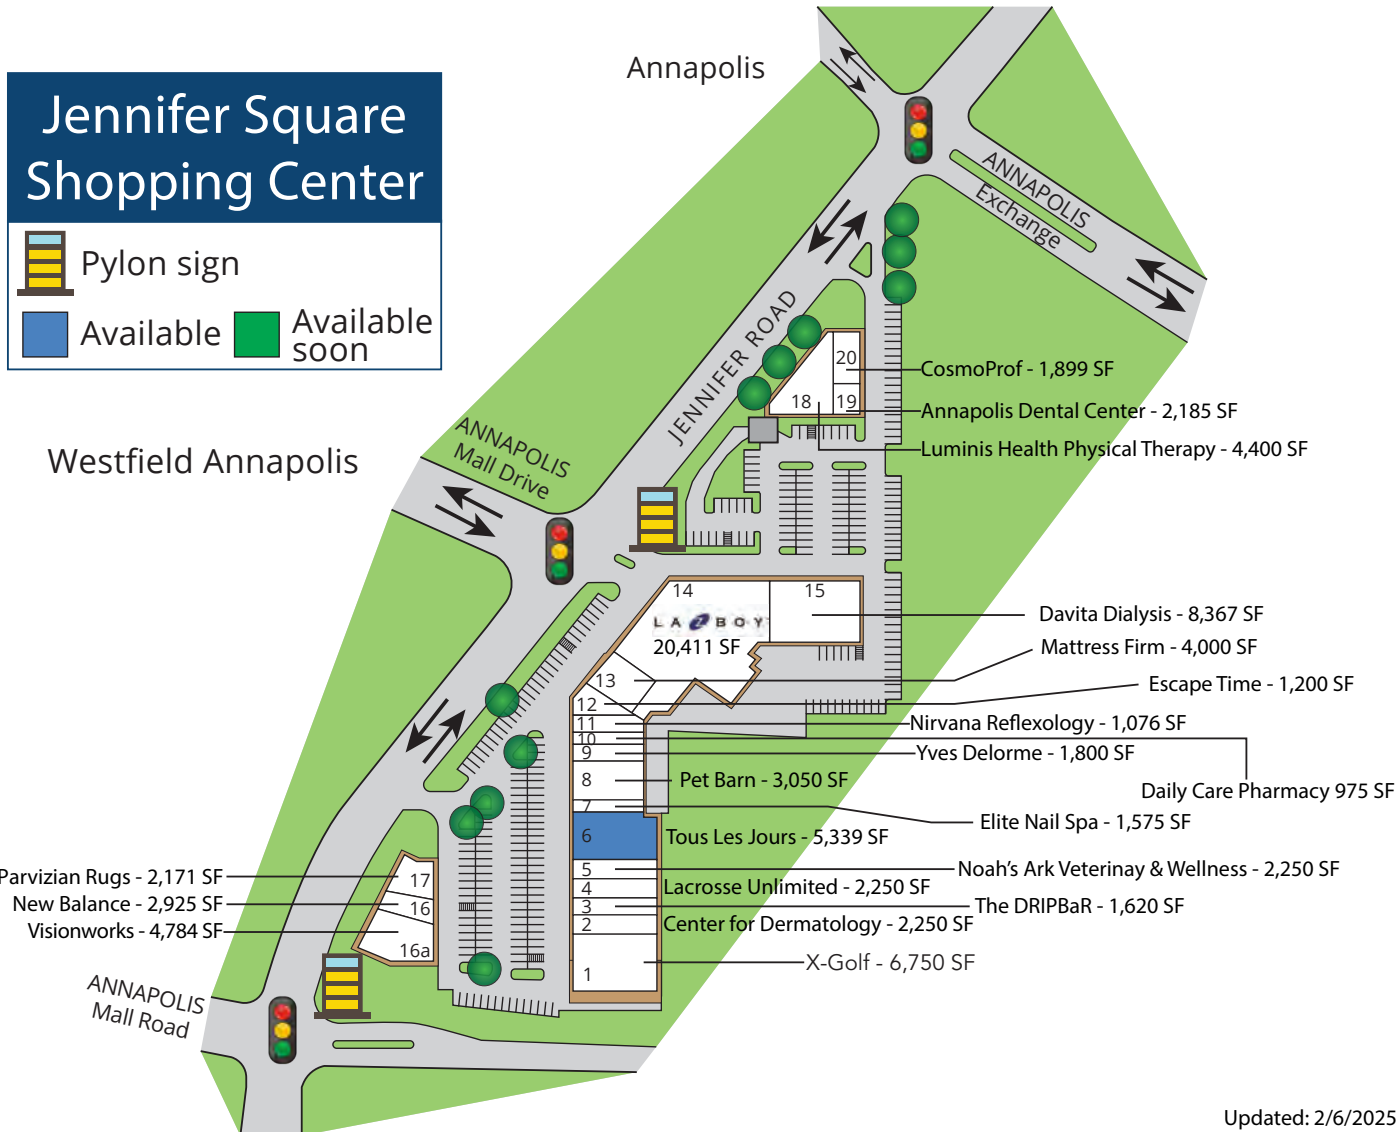 Jennifer Square
Shopping Center
Pylon sign
Available
Available
soon
Annapolis
ANNAPOLIS
Exchange
JENNIFER ROAD
20
CosmoProf - 1,899 SF
18
19
Annapolis Dental Center - 2,185 SF
Luminis Health Physical Therapy - 4,400 SF
Westfield Annapolis
ANNAPOLIS
Mall Drive
14
15
LA Z BOY
20,411 SF
Davita Dialysis - 8,367 SF
Mattress Firm - 4,000 SF
13
Escape Time - 1,200 SF
12
11
Nirvana Reflexology - 1,076 SF
10
9
Yves Delorme - 1,800 SF
8
Pet Barn - 3,050 SF
Daily Care Pharmacy 975 SF
7
Elite Nail Spa - 1,575 SF
6
Tous Les Jours - 5,339 SF
5
Noah's Ark Veterinay & Wellness - 2,250 SF
4
Lacrosse Unlimited - 2,250 SF
3
The DRIPBaR - 1,620 SF
2
Center for Dermatology - 2,250 SF
1
X-Golf - 6,750 SF
Parvizian Rugs - 2,171 SF
17
New Balance - 2,925 SF
16
Visionworks - 4,784 SF
16a
ANNAPOLIS
Mall Road
Updated: 2/6/2025